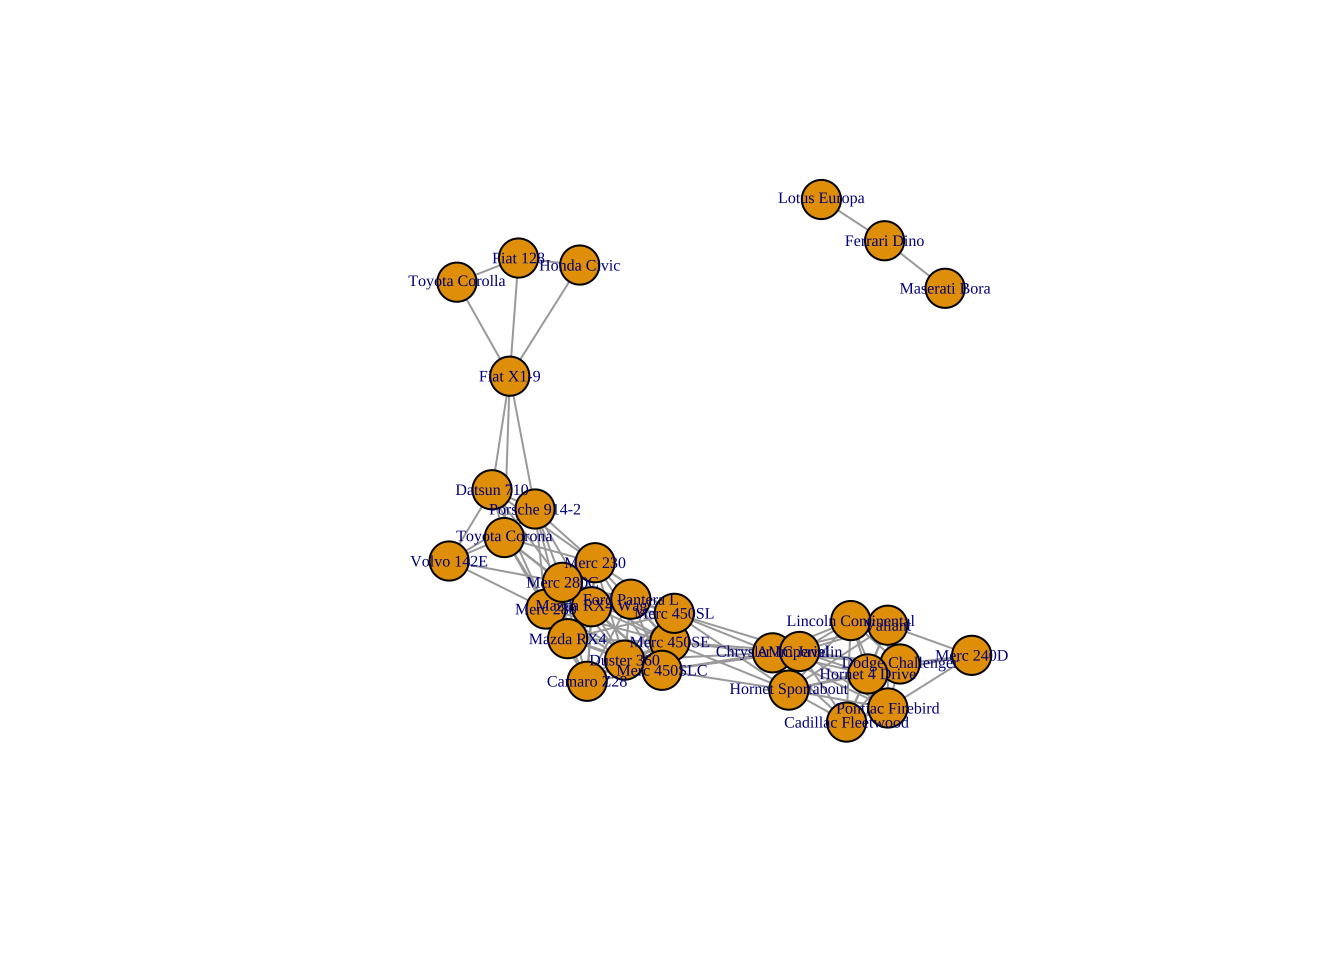 Lotus Europa
Ferrari Dino
Fiat 128
Honda Civic
Toyota Corolla
Maserati Bora
Fiat X1-9
Datsun 710
Porsche 914-2
Toyota Corona
Volvo 142E
Merc 230
Merc 280C
Ford Pantera L
Mazda RX4 Wag
Merc 280
Merc 450SL
Lincoln Continental
Valiant
Mazda RX4
Merc 450SE
Chrysler Imperial
AMC Javelin
Merc 240D
Duster 360
Dodge Challenger
Merc 450SLC
Hornet 4 Drive
Camaro Z28
Hornet Sportabout
Pontiac Firebird
Cadillac Fleetwood